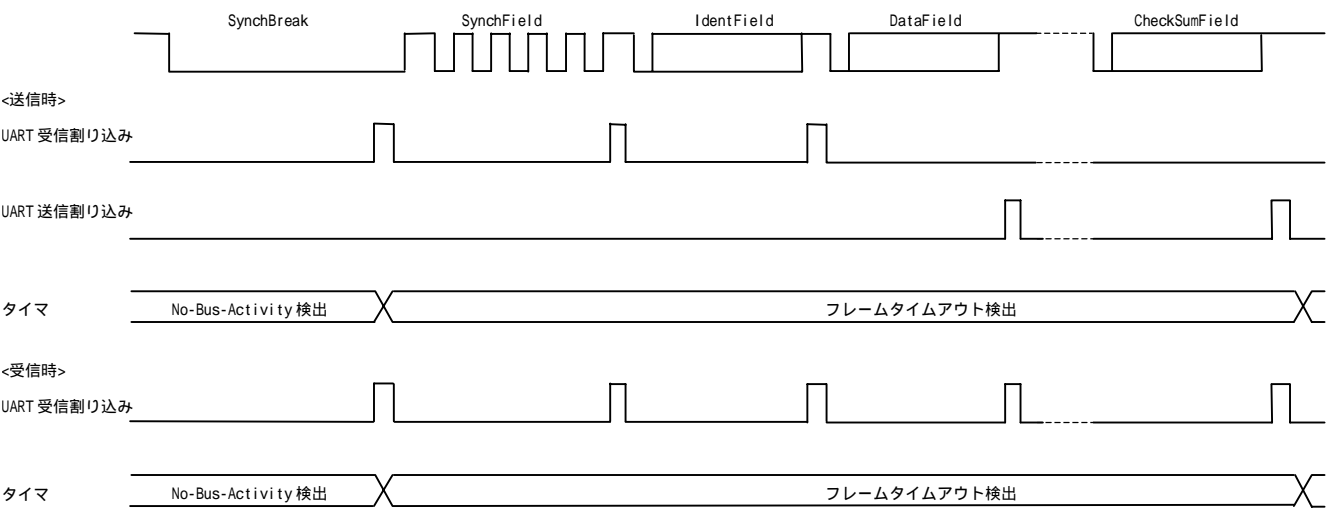 SynchBreak SynchField IdentField DataField CheckSumField
<送信時>
UART 受信割り込み
UART 送信割り込み
タイマ No-Bus-Activity 検出 フレームタイムアウト検出
<受信時>
UART 受信割り込み
タイマ No-Bus-Activity 検出 フレームタイムアウト検出